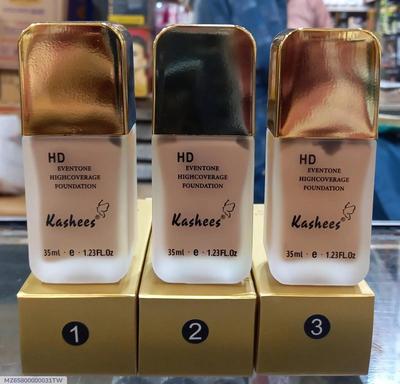 HD
EVENTONE
HIGHCOVERAGE
FOUNDATION
Kashees®
35ml · e · 1.23FL.Oz
1
HD
EVENTONE
HIGHCOVERAGE
FOUNDATION
Kashees®
35ml · e · 1.23FL.Oz
2
HD
EVENTONE
HIGHCOVERAGE
FOUNDATION
Kashees®
35ml · e · 1.23FL.Oz
3
MZ65800000031TW